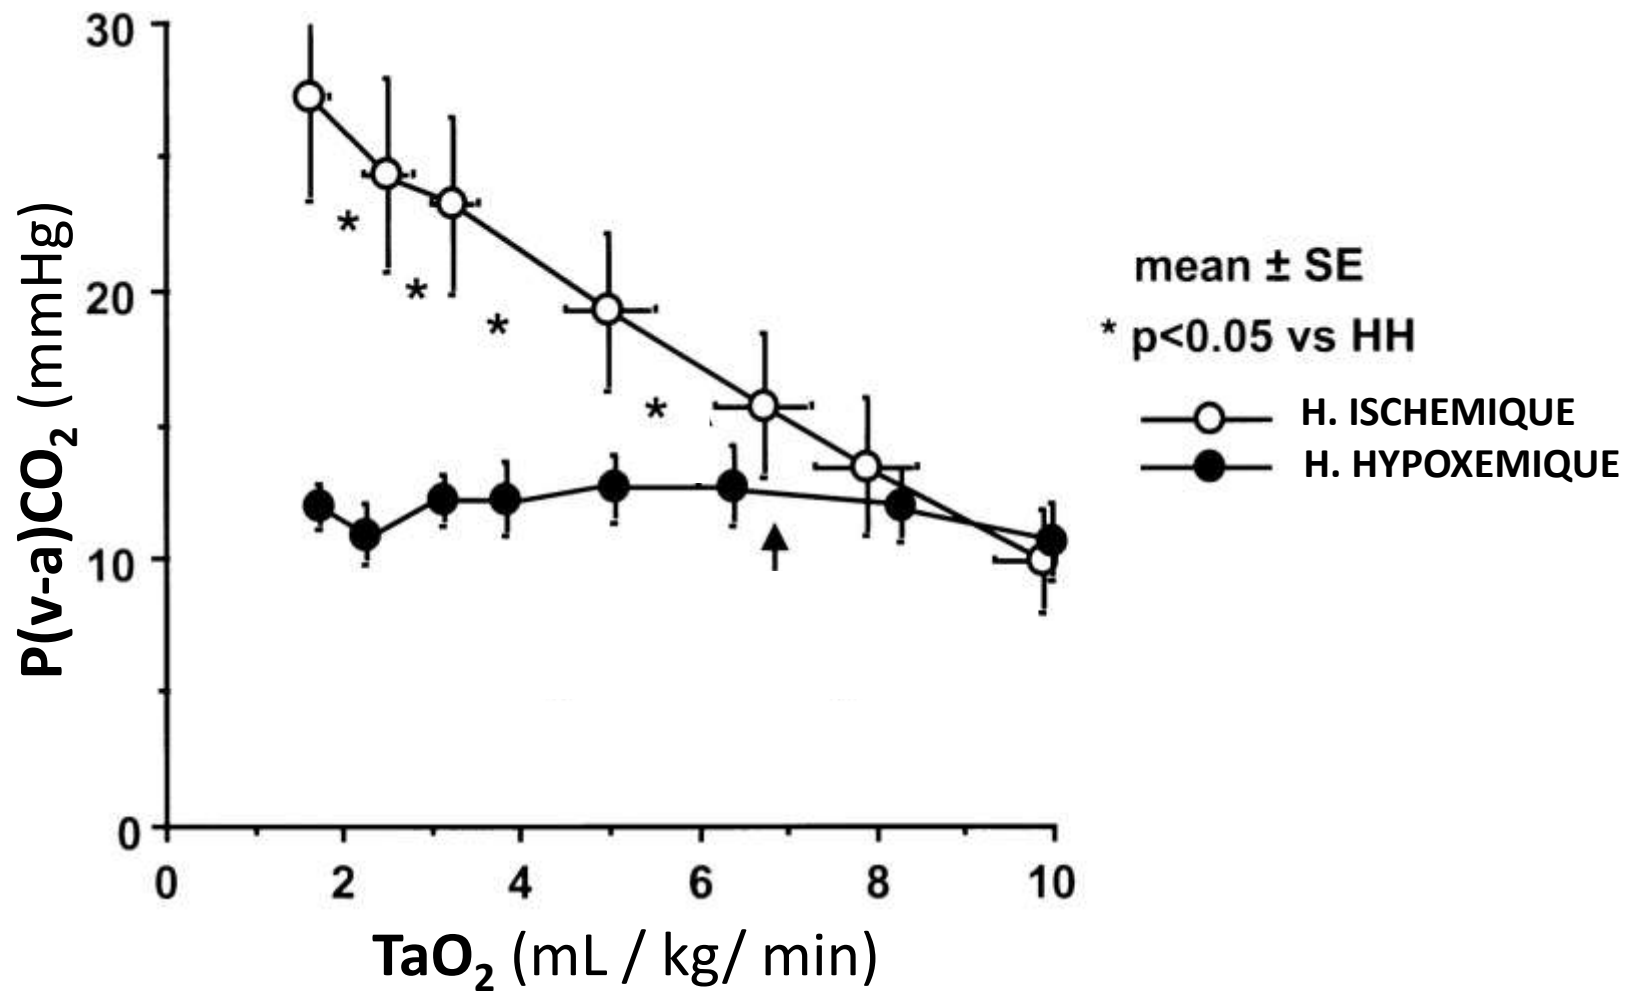 30
20
10
0
P(v-a)CO2 (mmHg)
*
*
*
*
0 2 4 6 8 10
TaO2 (mL / kg/ min)
mean ± SE
* p<0.05 vs HH
H. ISCHEMIQUE
H. HYPOXEMIQUE